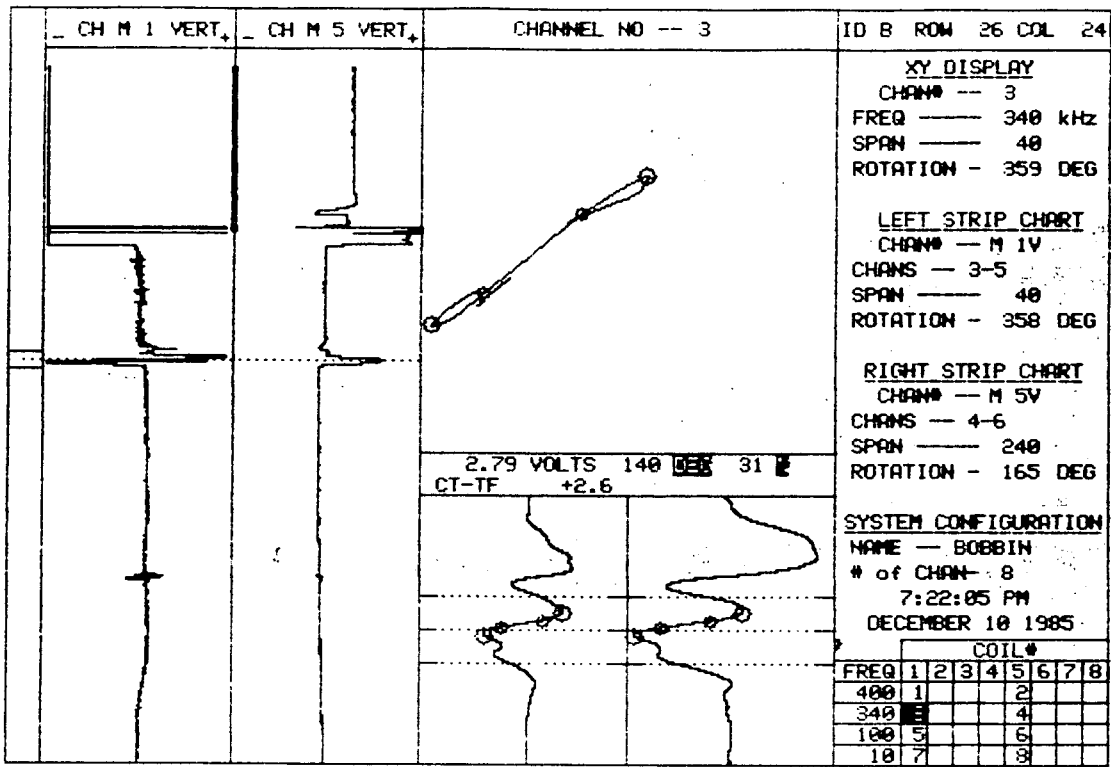 _ CH M 1 VERT+
_ CH M 5 VERT+
CHANNEL NO -- 3
ID 8 ROW 26 COL 24
XY DISPLAY
CHAN# -- 3
FREQ ----- 340 kHz
SPAN ----- 40
ROTATION - 359 DEG
LEFT STRIP CHART
CHAN# -- M 1V
CHANS -- 3-5
SPAN ----- 40
ROTATION - 358 DEG
RIGHT STRIP CHART
CHAN# -- M 5V
CHANS -- 4-6
SPAN ----- 240
ROTATION - 165 DEG
2.79 VOLTS 140 DEG 31
CT-TF +2.6
SYSTEM CONFIGURATION
NAME -- BOBBIN
# of CHAN- 8
7:22:05 PM
DECEMBER 10 1985
COIL#
FREQ 1 2 3 4 5 6 7 8
400 1 2
340 4
100 5 6
10 7 8